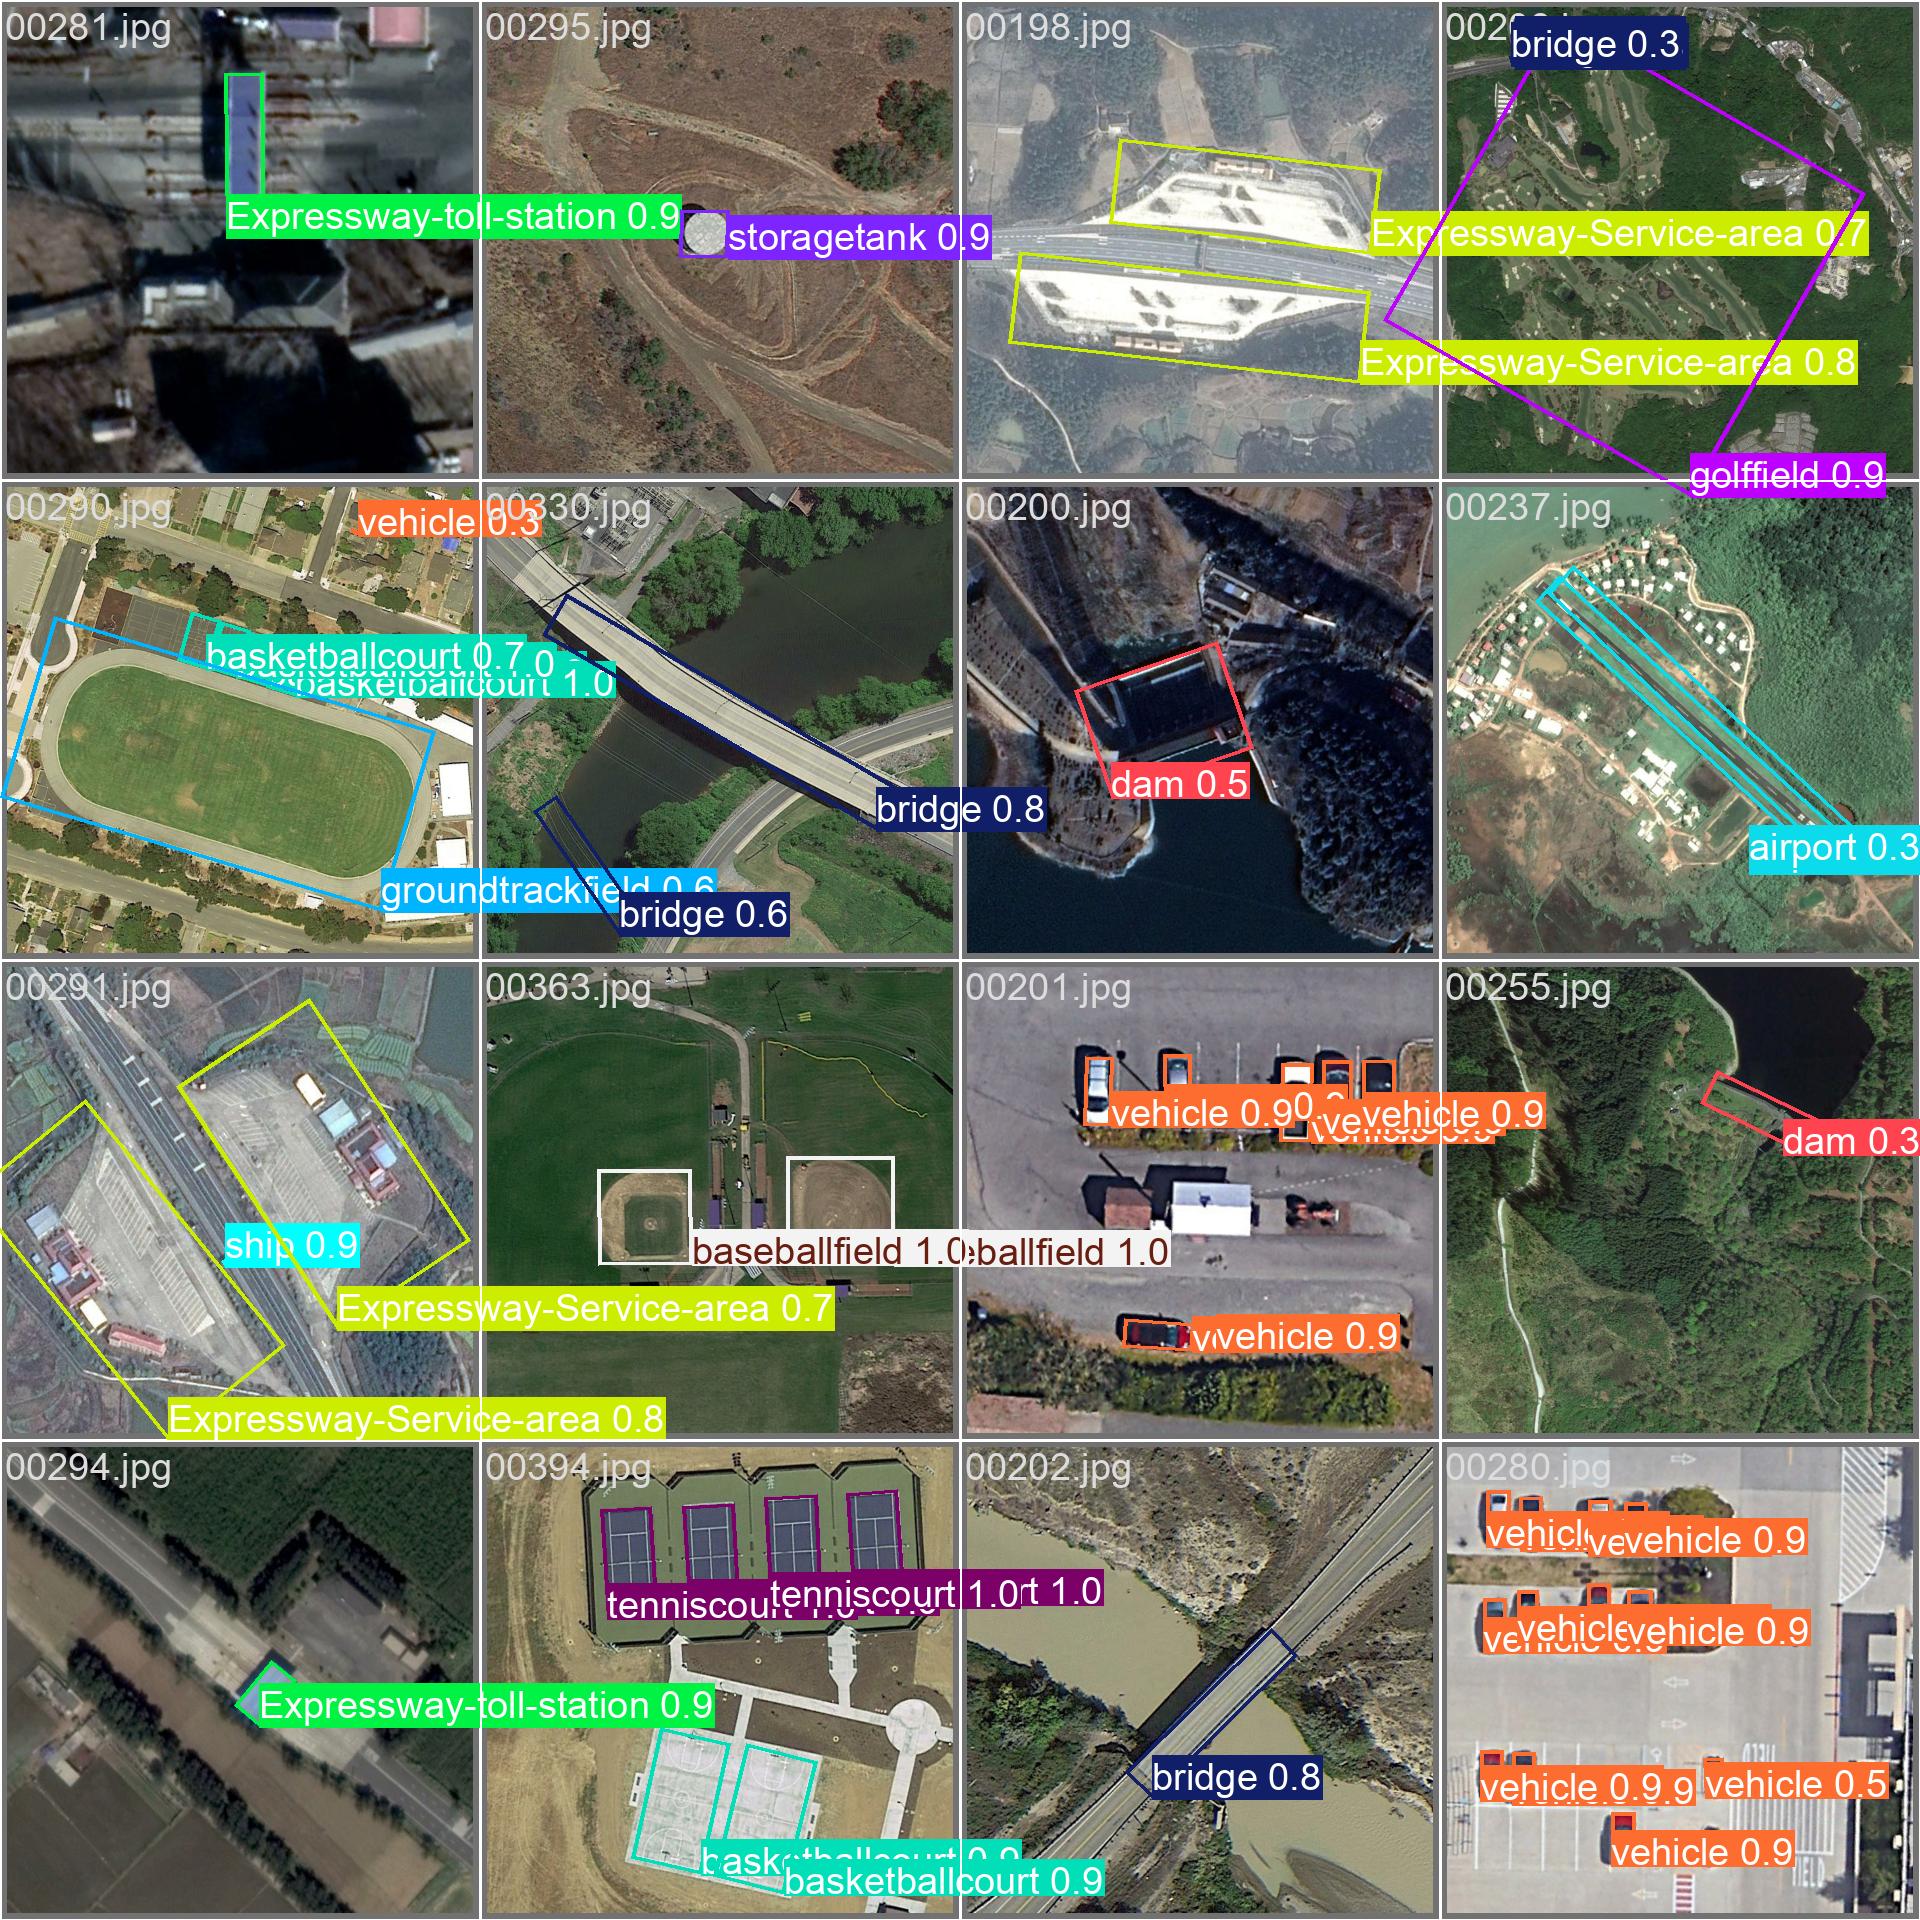 00281.jpg
Expressway-toll-station 0.9
00295.jpg
storagetank 0.9
00198.jpg
Expressway-Service-area 0.7
Expressway-Service-area 0.8
bridge 0.3
golffield 0.9
00290.jpg
vehicle 0.3
basketballcourt 0.7
basketballcourt 1.0
groundtrackfield 0.6
00330.jpg
bridge 0.8
bridge 0.6
00200.jpg
dam 0.5
00237.jpg
airport 0.3
00291.jpg
ship 0.9
Expressway-Service-area 0.7
Expressway-Service-area 0.8
00363.jpg
baseballfield 1.0
eballfield 1.0
00201.jpg
vehicle 0.9
vehicle 0.9
vehicle 0.9
00255.jpg
dam 0.3
00294.jpg
Expressway-toll-station 0.9
00394.jpg
tenniscourt 1.0
tenniscourt 1.0
rt 1.0
basketballcourt 0.9
basketballcourt 0.9
00202.jpg
bridge 0.8
00280.jpg
vehicle 0.9
vehicle 0.9
vehicle 0.9
vehicle 0.5
vehicle 0.9